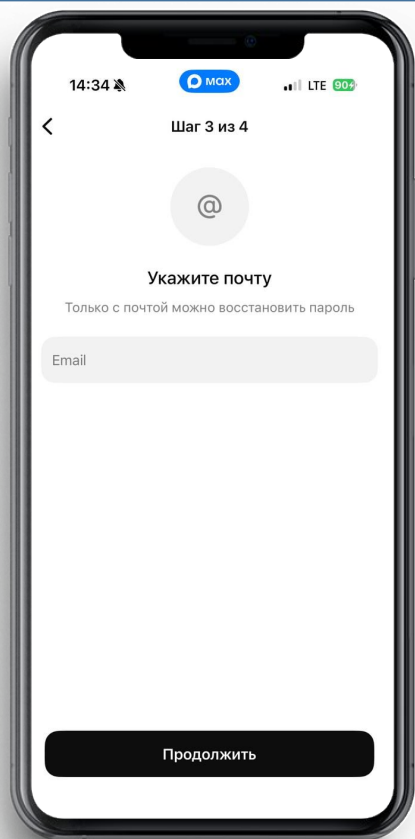 14:34
max
LTE 90
Шаг 3 из 4
@
Укажите почту
Только с почтой можно восстановить пароль
Email
Продолжить